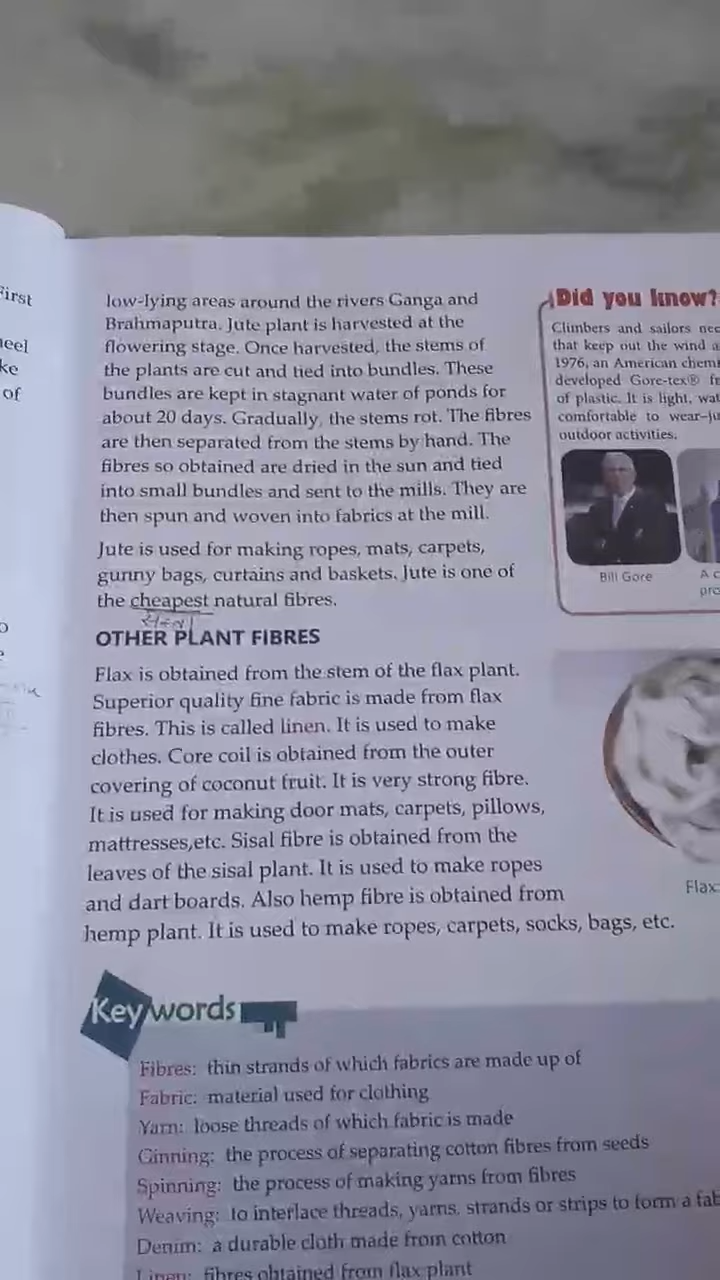 First
low-lying areas around the rivers Ganga and
Brahmaputra. Jute plant is harvested at the
flowering stage. Once harvested, the stems of
the plants are cut and tied into bundles. These
bundles are kept in stagnant water of ponds for
about 20 days. Gradually, the stems rot. The fibres
are then separated from the stems by hand. The
fibres so obtained are dried in the sun and tied
into small bundles and sent to the mills. They are
then spun and woven into fabrics at the mill.
Jute is used for making ropes, mats, carpets,
gunny bags, curtains and baskets. Jute is one of
the cheapest natural fibres.
OTHER PLANT FIBRES
Flax is obtained from the stem of the flax plant.
Superior quality fine fabric is made from flax
fibres. This is called linen. It is used to make
clothes. Core coil is obtained from the outer
covering of coconut fruit. It is very strong fibre.
It is used for making door mats, carpets, pillows,
mattresses,etc. Sisal fibre is obtained from the
leaves of the sisal plant. It is used to make ropes
and dart boards. Also hemp fibre is obtained from
hemp plant. It is used to make ropes, carpets, socks, bags, etc.
Did you know?
Climbers and sailors
that keep out the wind
1976, an American
developed Gore-tex®
of plastic. It is light,
comfortable to
outdoor activities.
Bill Gore
Flax
Key words
Fibres: thin strands of which fabrics are made up of
Fabric: material used for clothing
Yarn: loose threads of which fabric is made
Ginning: the process of separating cotton fibres from seeds
Spinning: the process of making yarns from fibres
Weaving: to interlace threads, yarns, strands or strips to form a
Denim: a durable cloth made from cotton
Linen: fibres obtained from flax plant